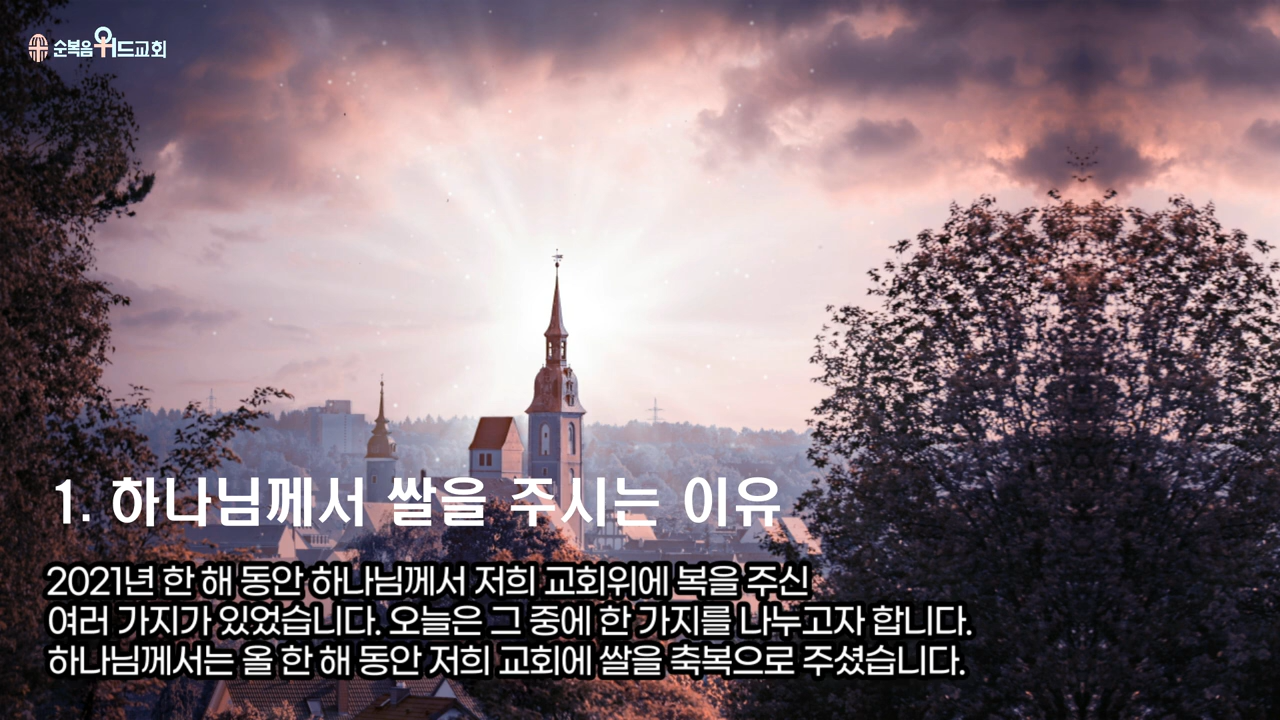 순복음위드교회
1. 하나님께서 쌀을 주시는 이유
2021년 한 해 동안 하나님께서 저희 교회위에 복을 주신
여러 가지가 있었습니다. 오늘은 그 중에 한 가지를 나누고자 합니다.
하나님께서는 올 한 해 동안 저희 교회에 쌀을 축복으로 주셨습니다.